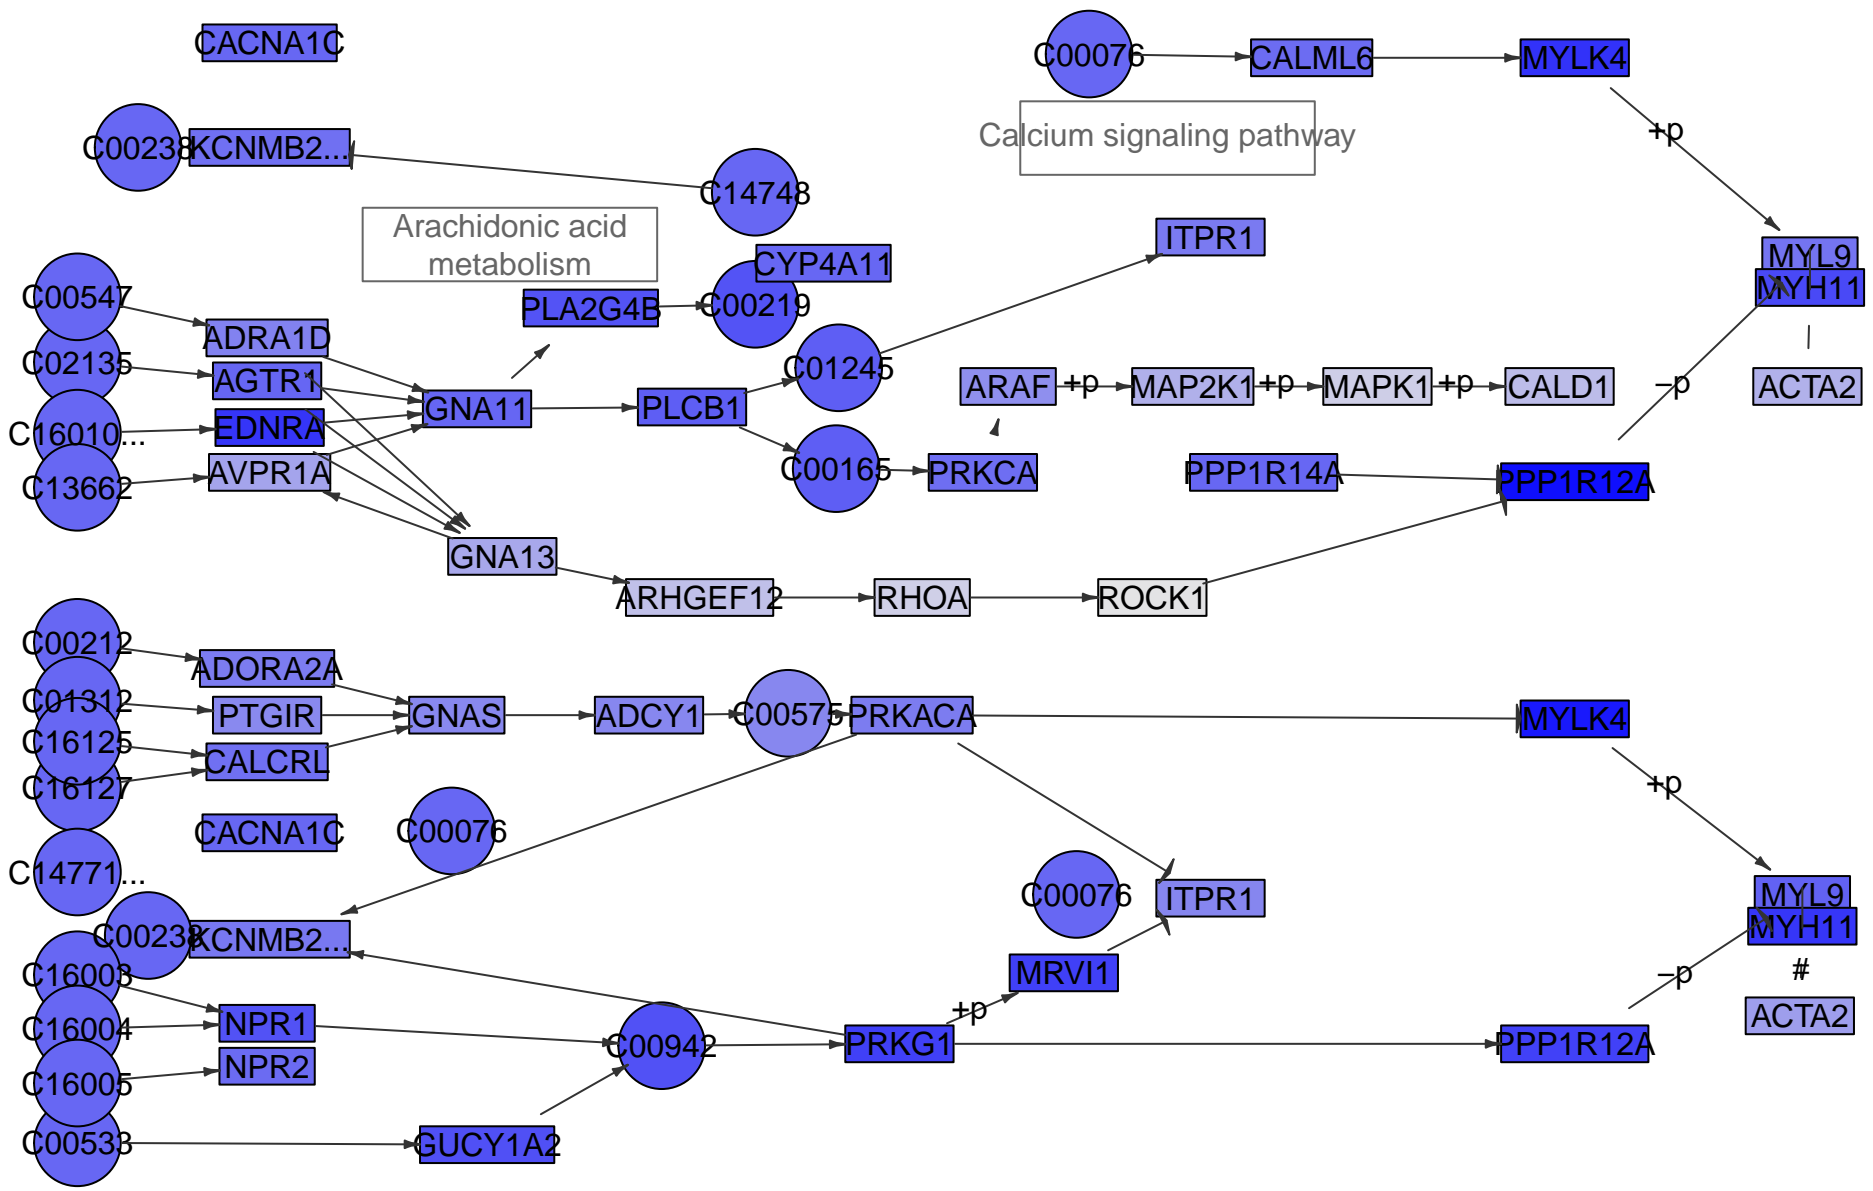 CACNA1C
C00076
CALML6
MYLK4
Calcium signaling pathway
+p
C00238
KCNMB2...
C14748
Arachidonic acid
metabolism
CYP4A11
ITPR1
MYL9
MYH11
C00547
PLA2G4B
C00219
ADRA1D
C02135
AGTR1
C01245
ARAF
+p
MAP2K1
+p
MAPK1
+p
CALD1
−p
ACTA2
GNA11
PLCB1
C16010...
EDNRA
C13662
AVPR1A
C00165
PRKCA
PPP1R14A
PPP1R12A
GNA13
ARHGEF12
RHOA
ROCK1
C00212
ADORA2A
C01312
PTGIR
GNAS
ADCY1
C00575
PRKACA
MYLK4
C16125
CALCRL
C16127
+p
CACNA1C
C00076
C14771...
C00076
ITPR1
MYL9
MYH11
C00238
KCNMB2...
C16003
MRVI1
−p
#
+p
ACTA2
C16004
NPR1
C00942
PRKG1
PPP1R12A
C16005
NPR2
C00533
GUCY1A2